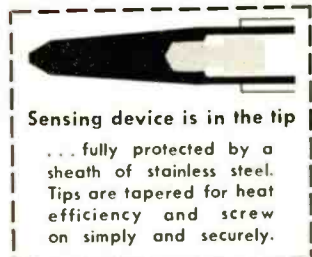 Sensing device is in the tip
... fully protected by a
sheath of stainless steel.
Tips are tapered for heat
efficiency and screw
on simply and securely.